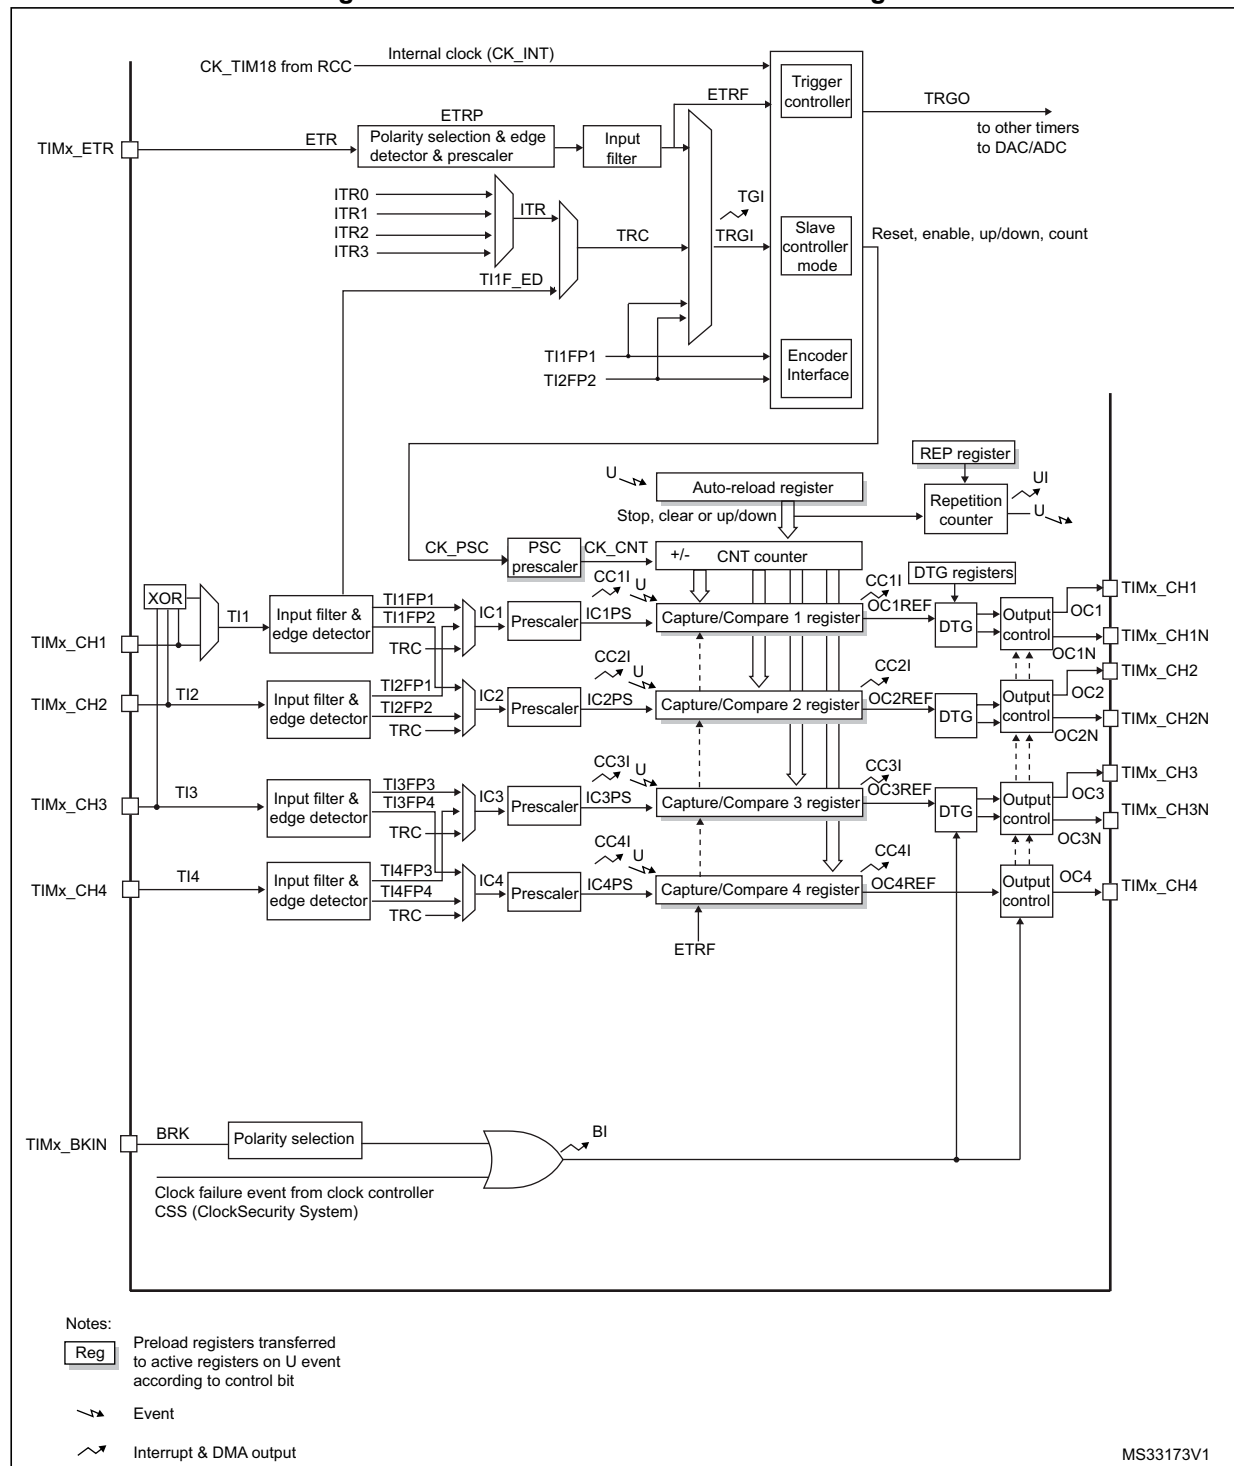 Internal clock (CK_INT)
CK_TIM18 from RCC
Trigger
controller
ETRF
TRGO
to other timers
to DAC/ADC
ETRP
TIMx_ETR
ETR
Polarity selection & edge
detector & prescaler
Input
filter
ITR0
ITR1
ITR2
ITR3
ITR
TGI
TRC
TRGI
Slave
controller
mode
Reset, enable, up/down, count
TI1F_ED
TI1FP1
TI2FP2
Encoder
Interface
REP register
U
Auto-reload register
UI
Repetition
counter
U
Stop, clear or up/down
CK_PSC
PSC
prescaler
CK_CNT
+/-
CNT counter
DTG registers
XOR
TI1
Input filter &
edge detector
TI1FP1
TI1FP2
TRC
IC1
Prescaler
IC1PS
CC1I
U
Capture/Compare 1 register
CC1I
OC1REF
DTG
Output
control
OC1
OC1N
TIMx_CH1
TIMx_CH1N
TIMx_CH1
TIMx_CH2
TI2
Input filter &
edge detector
TI2FP1
TI2FP2
TRC
IC2
Prescaler
IC2PS
CC2I
U
Capture/Compare 2 register
CC2I
OC2REF
DTG
Output
control
OC2
OC2N
TIMx_CH2
TIMx_CH2N
TIMx_CH3
TI3
Input filter &
edge detector
TI3FP3
TI3FP4
TRC
IC3
Prescaler
IC3PS
CC3I
U
Capture/Compare 3 register
CC3I
OC3REF
DTG
Output
control
OC3
OC3N
TIMx_CH3
TIMx_CH3N
TIMx_CH4
TI4
Input filter &
edge detector
TI4FP3
TI4FP4
TRC
IC4
Prescaler
IC4PS
CC4I
U
Capture/Compare 4 register
CC4I
OC4REF
Output
control
OC4
TIMx_CH4
ETRF
TIMx_BKIN
BRK
Polarity selection
BI
Clock failure event from clock controller
CSS (ClockSecurity System)
Notes:
Reg
Preload registers transferred
to active registers on U event
according to control bit
Event
Interrupt & DMA output
MS33173V1